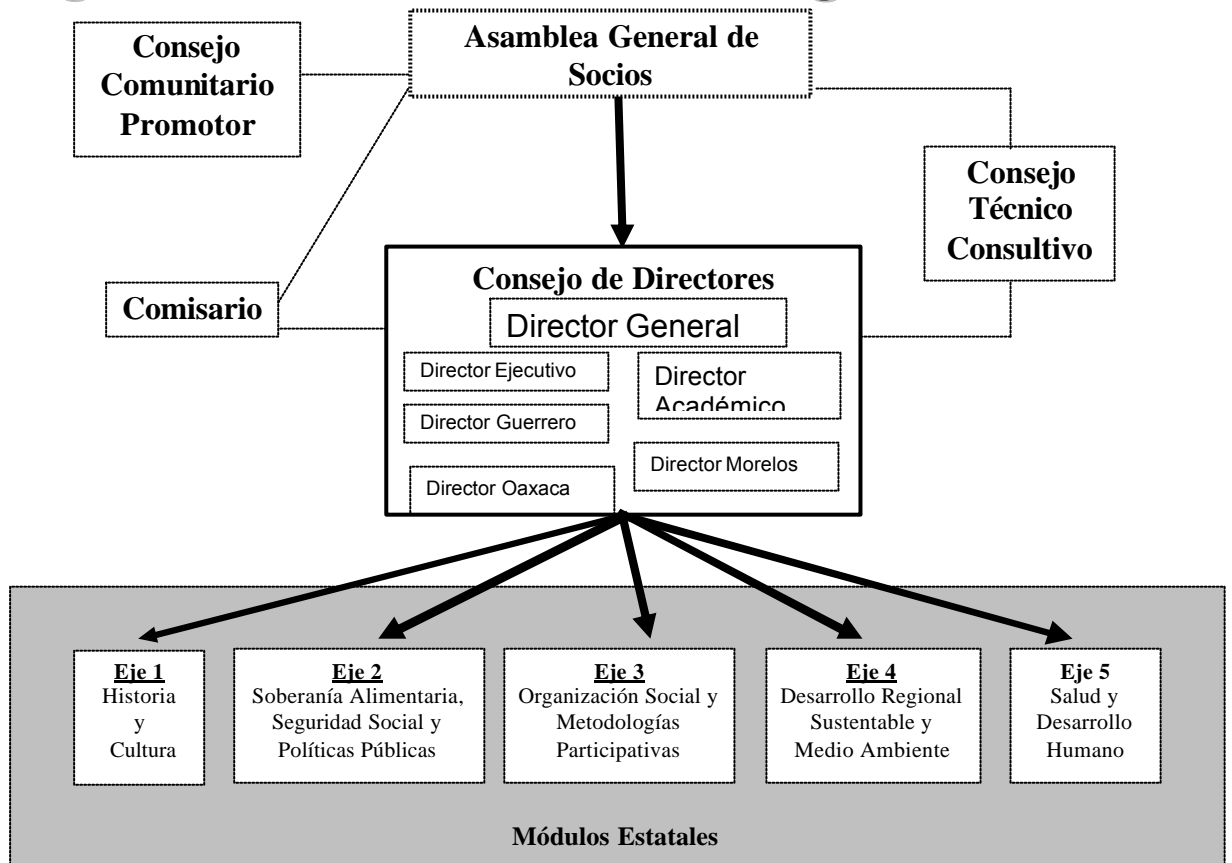 Consejo
Comunitario
Promotor
Asamblea General de
Socios
Consejo
Técnico
Consultivo
Comisario
Consejo de Directores
Director General
Director Ejecutivo
Director
Académico
Director Guerrero
Director Morelos
Director Oaxaca
Eje 1
Historia
y
Cultura
Eje 2
Soberanía Alimentaria,
Seguridad Social y
Políticas Públicas
Eje 3
Organización Social y
Metodologías
Participativas
Eje 4
Desarrollo Regional
Sustentable y
Medio Ambiente
Eje 5
Salud y
Desarrollo
Humano
Módulos Estatales